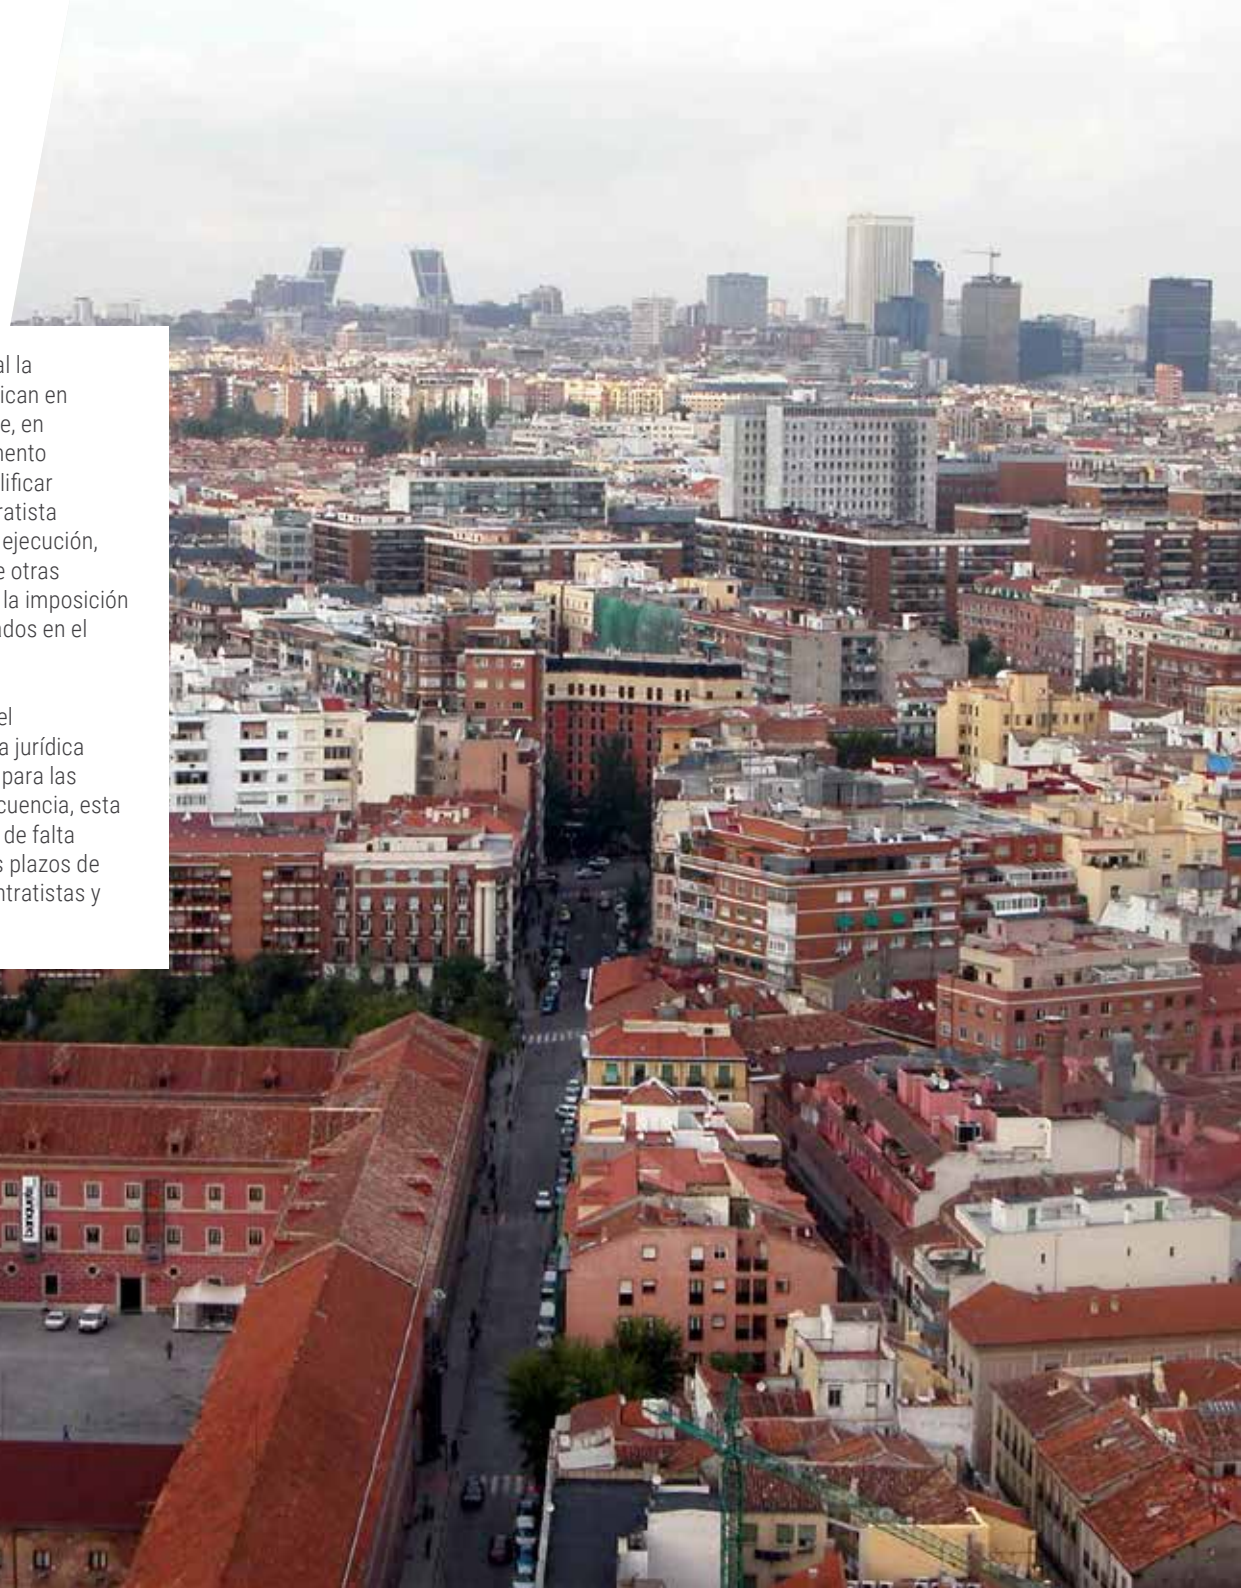 al la
ican en
e, en
mento
lificar
ratista
ejecución,
e otras
la imposición
ados en el
el
a jurídica
para las
cuencia, esta
de falta
s plazos de
ntratistas y
banquete